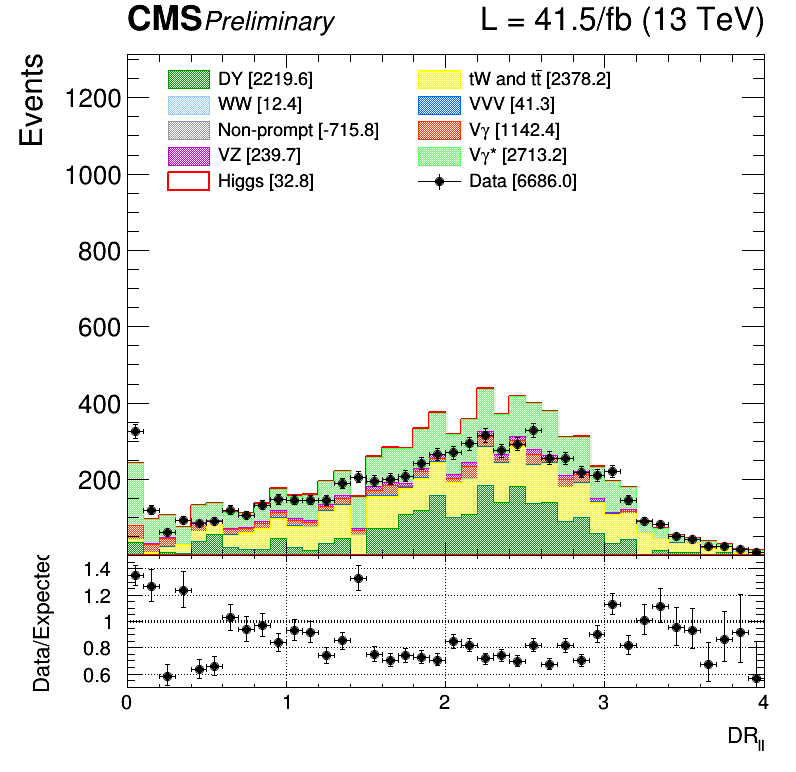 CMS Preliminary L = 41.5/fb (13 TeV)
Events
DY [2219.6] tW and tt̄ [2378.2]
WW [12.4] VVV [41.3]
Non-prompt [-715.8] Vγ [1142.4]
VZ [239.7] Vγ* [2713.2]
Higgs [32.8] Data [6686.0]
1200
1000
800
600
400
200
Data/Expected
1.4
1.2
1
0.8
0.6
0 1 2 3 4
DRll